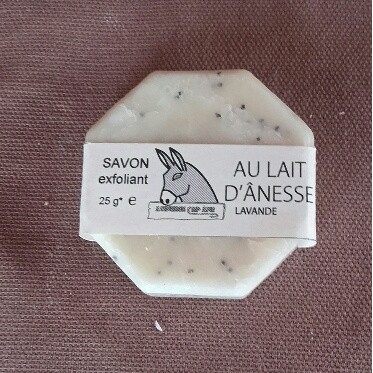 SAVON
exfoliant
25 g* e
AU LAIT
D'ÂNESSE
LAVANDE